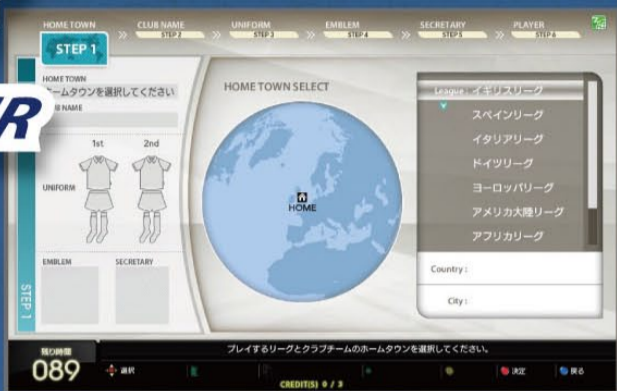 HOME TOWN
STEP 1
CLUB NAME
STEP 2
UNIFORM
STEP 3
EMBLEM
STEP 4
SECRETARY
STEP 5
PLAYER
STEP 6
HOME TOWN
ホームタウンを選択してください
NAME
1st 2nd
UNIFORM
EMBLEM SECRETARY
STEP 1
HOME TOWN SELECT
HOME
League : イギリスリーグ
スペインリーグ
イタリアリーグ
ドイツリーグ
ヨーロッパリーグ
アメリカ大陸リーグ
アフリカリーグ
Country :
City :
プレイするリーグとクラブチームのホームタウンを選択してください。
残り時間
089
選択
決定
戻る
CREDIT(S) 0 / 3